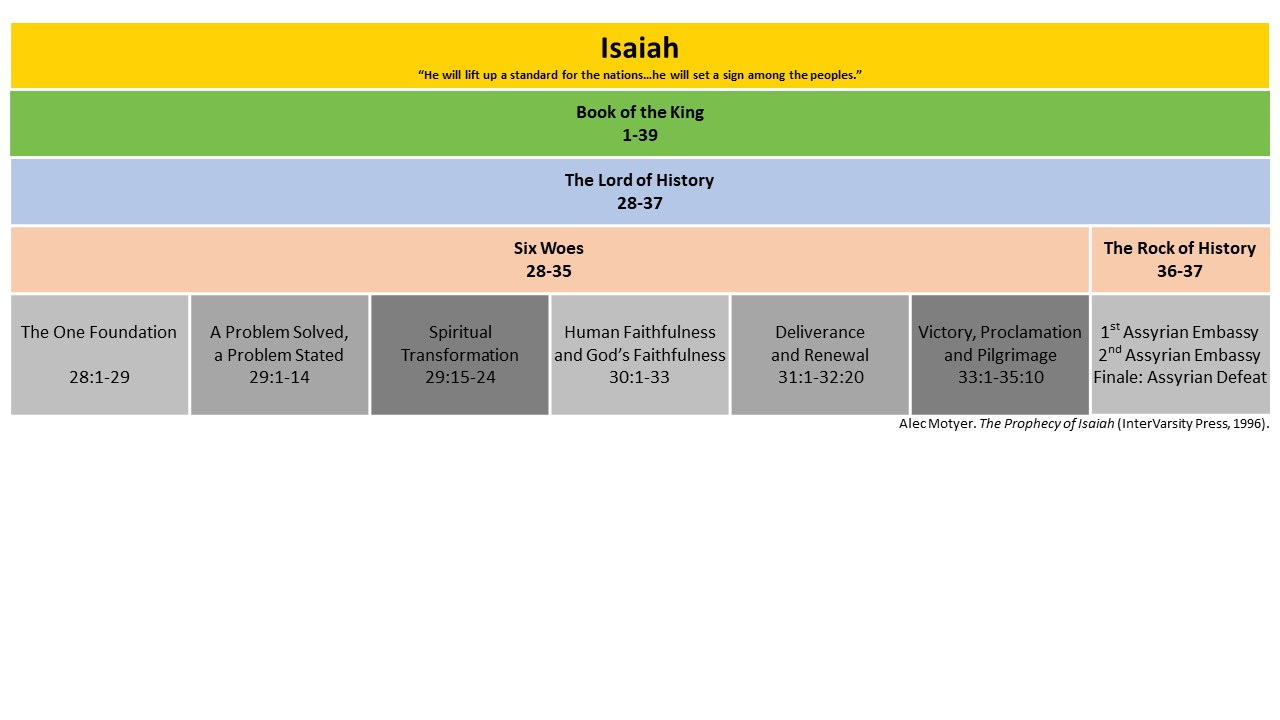 Isaiah
“He will lift up a standard for the nations…he will set a sign among the peoples.”
Book of the King
1-39
The Lord of History
28-37
Six Woes
28-35
The Rock of History
36-37
The One Foundation
28:1-29
A Problem Solved,
a Problem Stated
29:1-14
Spiritual
Transformation
29:15-24
Human Faithfulness
and God’s Faithfulness
30:1-33
Deliverance
and Renewal
31:1-32:20
Victory, Proclamation
and Pilgrimage
33:1-35:10
1st Assyrian Embassy
2nd Assyrian Embassy
Finale: Assyrian Defeat
Alec Motyer. The Prophecy of Isaiah (InterVarsity Press, 1996).